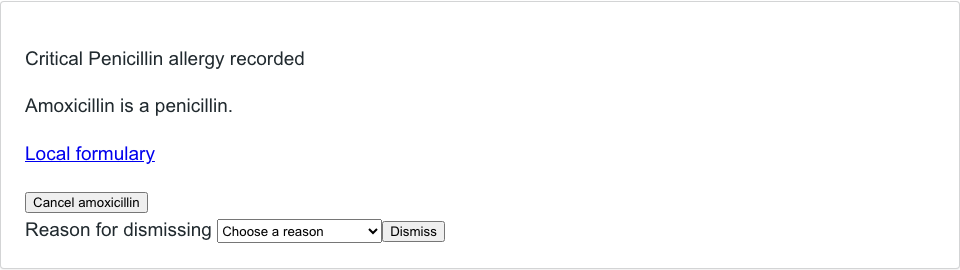 Critical Penicillin allergy recorded
Amoxicillin is a penicillin.
Local formulary
Cancel amoxicillin
Reason for dismissing Choose a reason Dismiss